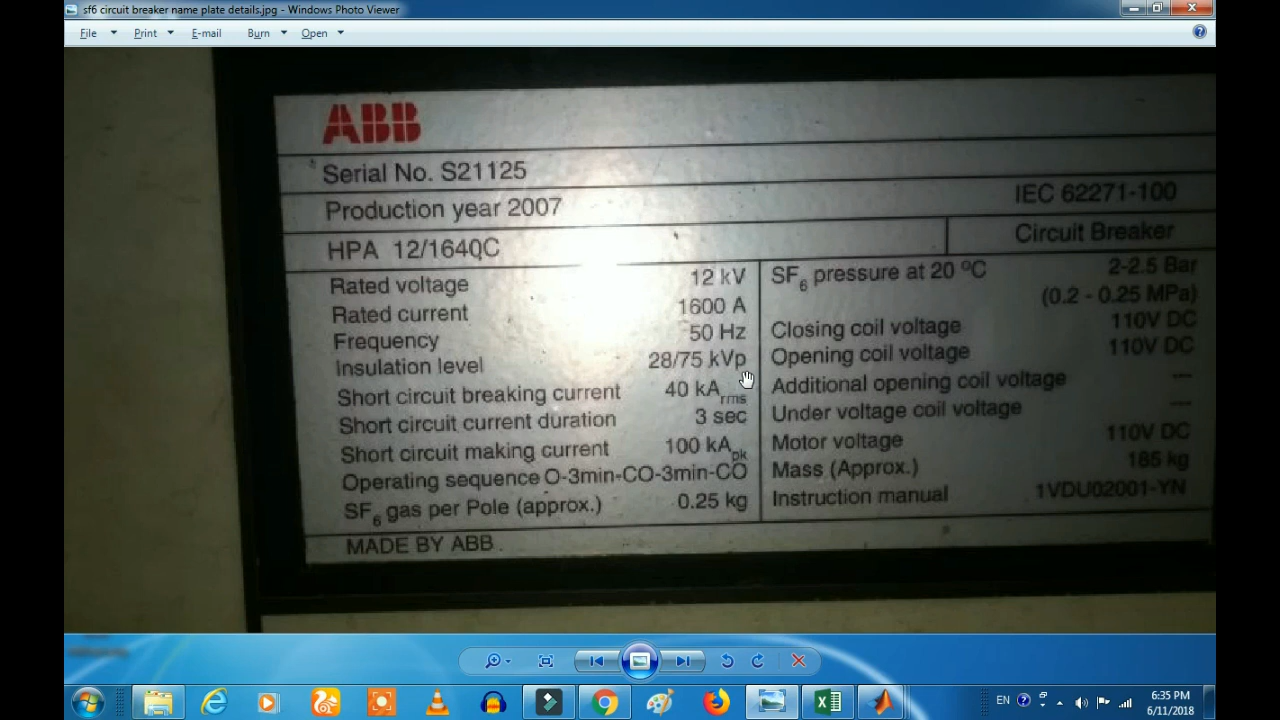 sf6 circuit breaker name plate details.jpg - Windows Photo Viewer
File Print E-mail Burn Open
ABB
Serial No. S21125
Production year 2007
IEC 62271-100
HPA 12/1640C
Circuit Breaker
Rated voltage 12 kV
Rated current 1600 A
Frequency 50 Hz
Insulation level 28/75 kVp
Short circuit breaking current 40 kA rms
Short circuit current duration 3 sec
Short circuit making current 100 kA pk
Operating sequence O-3min-CO-3min-CO
SF6 gas per Pole (approx.) 0.25 kg
SF6 pressure at 20 ºC 2-2.5 Bar
(0.2 - 0.25 MPa)
Closing coil voltage 110V DC
Opening coil voltage 110V DC
Additional opening coil voltage ---
Under voltage coil voltage ---
Motor voltage 110V DC
Mass (Approx.) 185 kg
Instruction manual 1VDU02001-YN
MADE BY ABB
EN
6:35 PM
6/11/2018